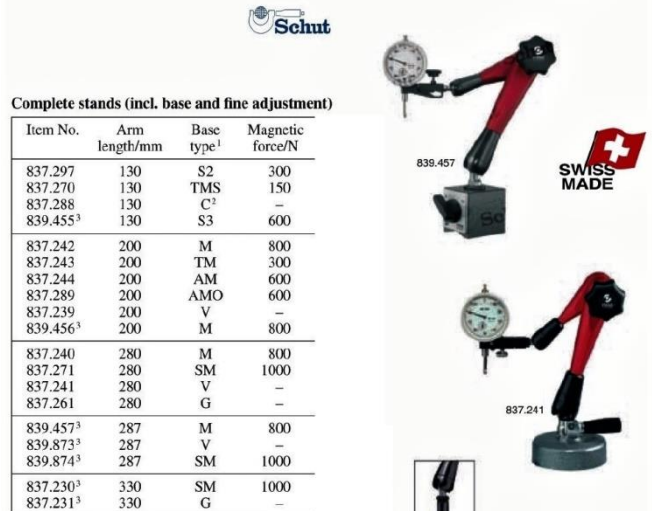 Schut
Complete stands (incl. base and fine adjustment)
Item No. Arm length/mm Base type¹ Magnetic force/N
837.297 130 S2 300
837.270 130 TMS 150
837.288 130 C² –
839.455³ 130 S3 600
837.242 200 M 800
837.243 200 TM 300
837.244 200 AM 600
837.289 200 AMO 600
837.239 200 V –
839.456³ 200 M 800
837.240 280 M 800
837.271 280 SM 1000
837.241 280 V –
837.261 280 G –
839.457³ 287 M 800
839.873³ 287 V –
839.874³ 287 SM 1000
837.230³ 330 SM 1000
837.231³ 330 G –
839.457
SWISS
MADE
837.241